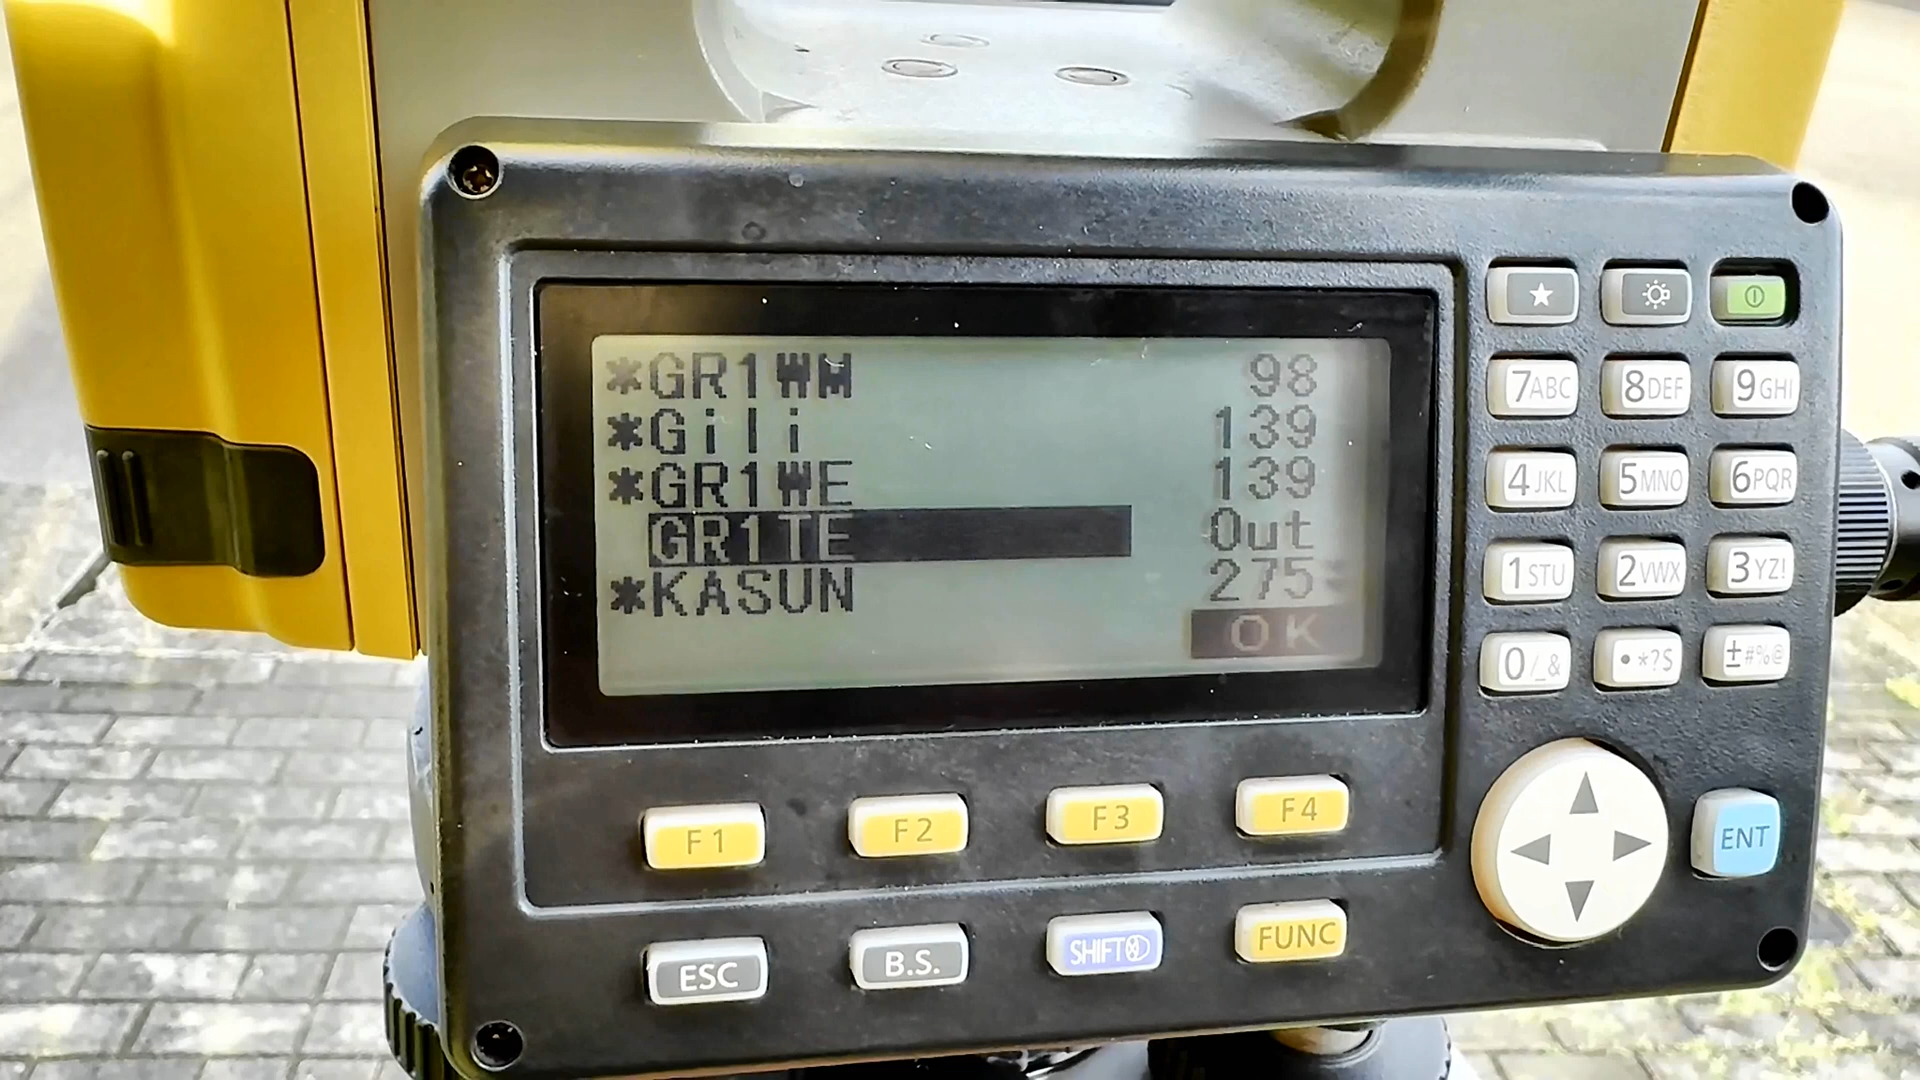 *GR1WM 98
*Gili 139
*GR1WE 139
GR1TE Out
*KASUN 275
OK
★
7ABC 8DEF 9GHI
4JKL 5MNO 6PQR
1STU 2VWX 3YZ!
0/_& •*?$ ±#%@
F1 F2 F3 F4
ENT
ESC B.S. SHIFT FUNC